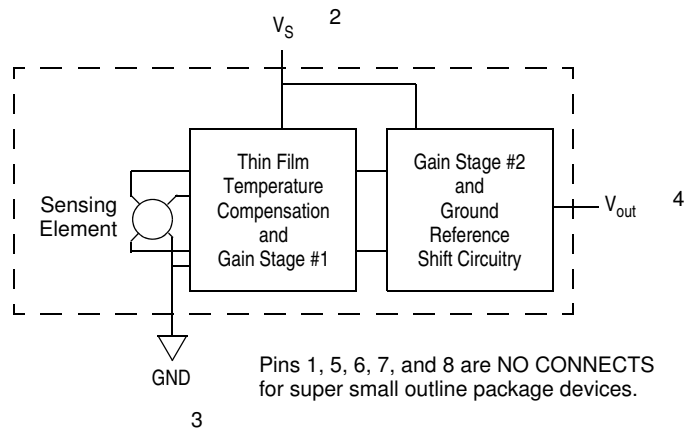 2
V_S
Thin Film
Temperature
Compensation
and
Gain Stage #1
Gain Stage #2
and
Ground
Reference
Shift Circuitry
Sensing
Element
V_out
4
GND
3
Pins 1, 5, 6, 7, and 8 are NO CONNECTS
for super small outline package devices.